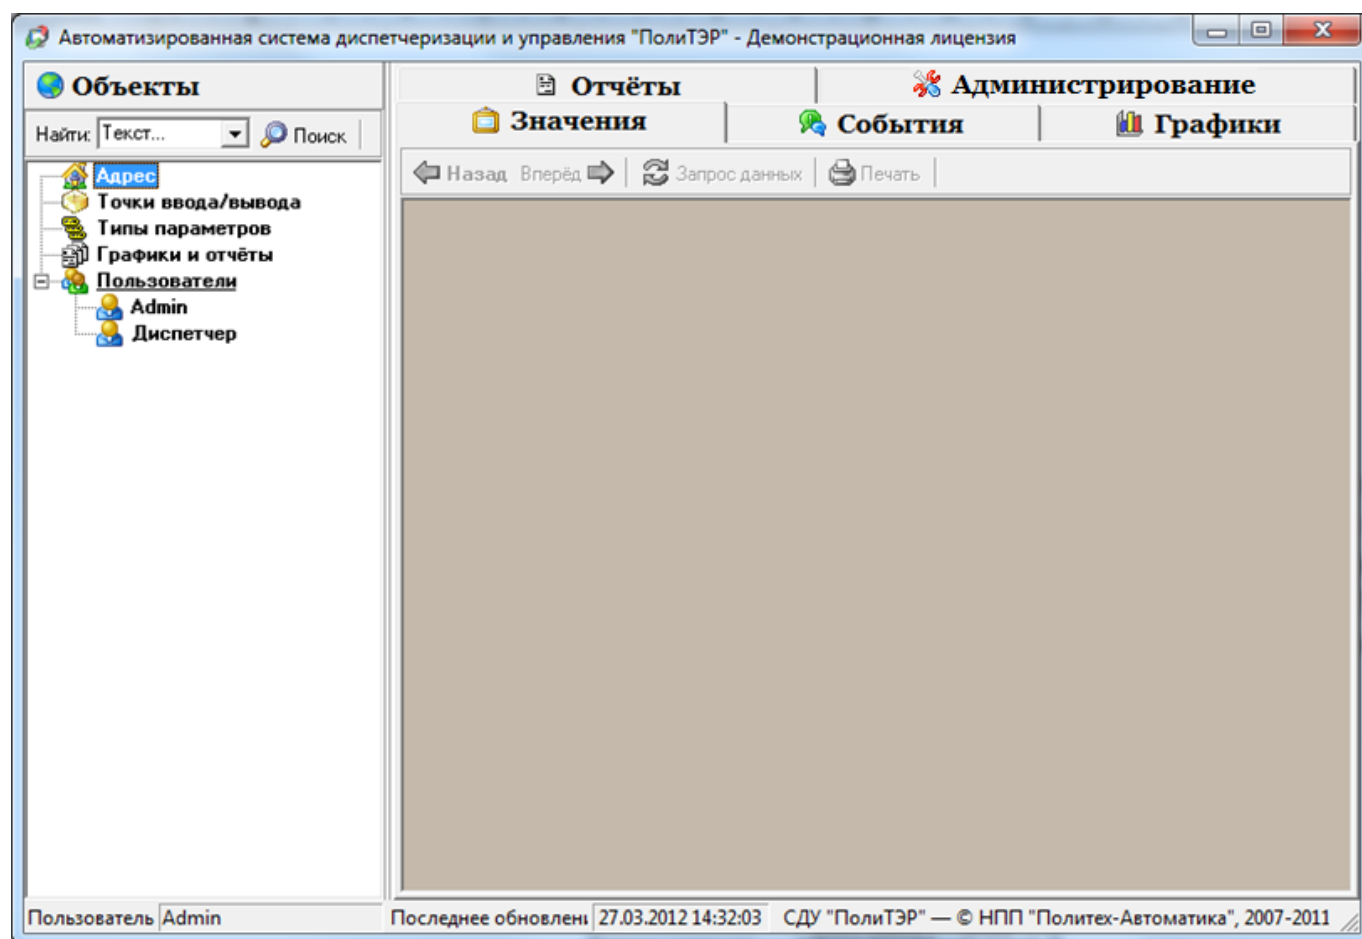 Автоматизированная система диспетчеризации и управления "ПолиТЭР" - Демонстрационная лицензия
Объекты
Найти: Текст... Поиск
Адрес
Точки ввода/вывода
Типы параметров
Графики и отчёты
Пользователи
Admin
Диспетчер
Отчёты Администрирование
Значения События Графики
Назад Вперёд Запрос данных Печать
Пользователь Admin Последнее обновлени 27.03.2012 14:32:03 СДУ "ПолиТЭР" — © НПП "Политех-Автоматика", 2007-2011